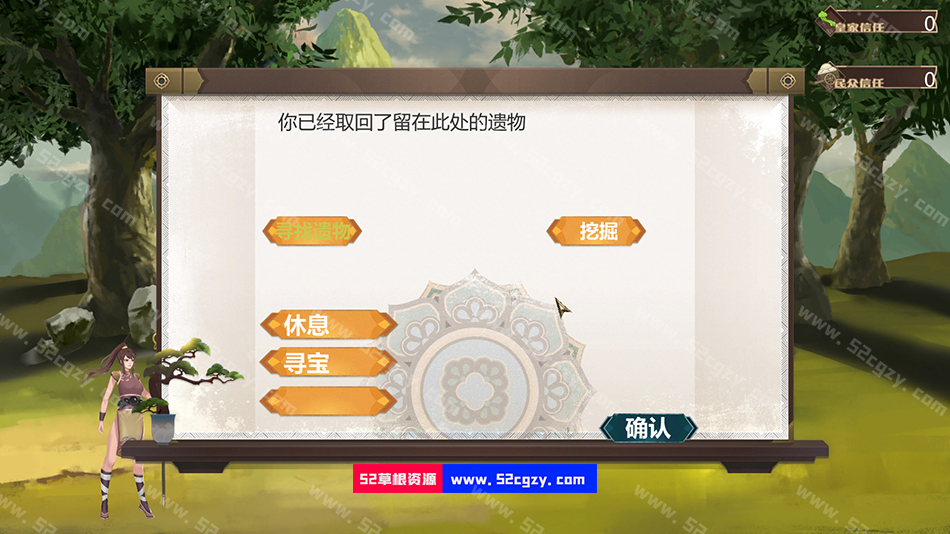 皇家信任 0
民众信任 0
你已经取回了留在此处的遗物
寻找遗物 挖掘
休息
寻宝
确认
52草根资源 www.52cgzy.com